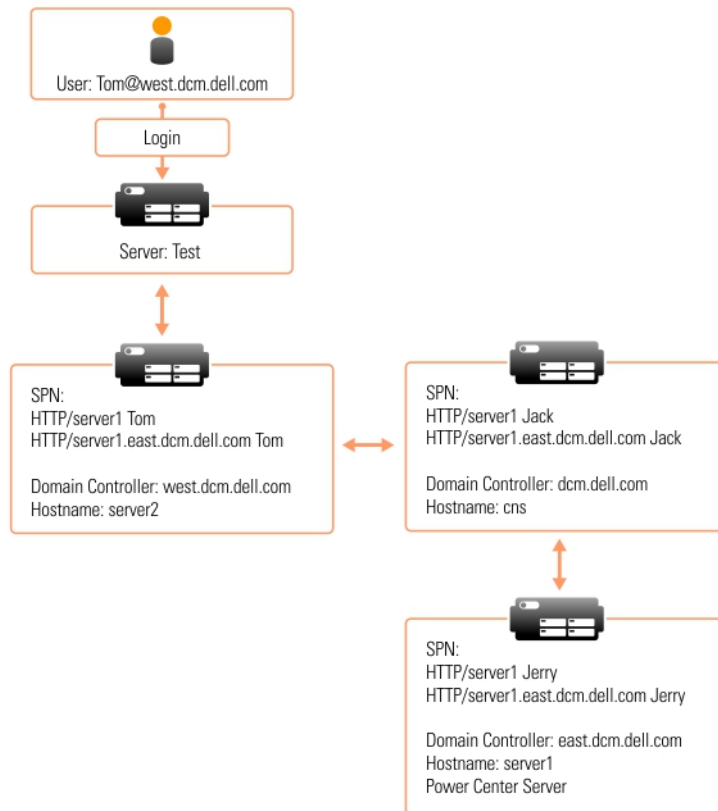 User: Tom@west.dcm.dell.com
Login
Server: Test
SPN:
HTTP/server1 Tom
HTTP/server1.east.dcm.dell.com Tom
Domain Controller: west.dcm.dell.com
Hostname: server2
SPN:
HTTP/server1 Jack
HTTP/server1.east.dcm.dell.com Jack
Domain Controller: dcm.dell.com
Hostname: cns
SPN:
HTTP/server1 Jerry
HTTP/server1.east.dcm.dell.com Jerry
Domain Controller: east.dcm.dell.com
Hostname: server1
Power Center Server